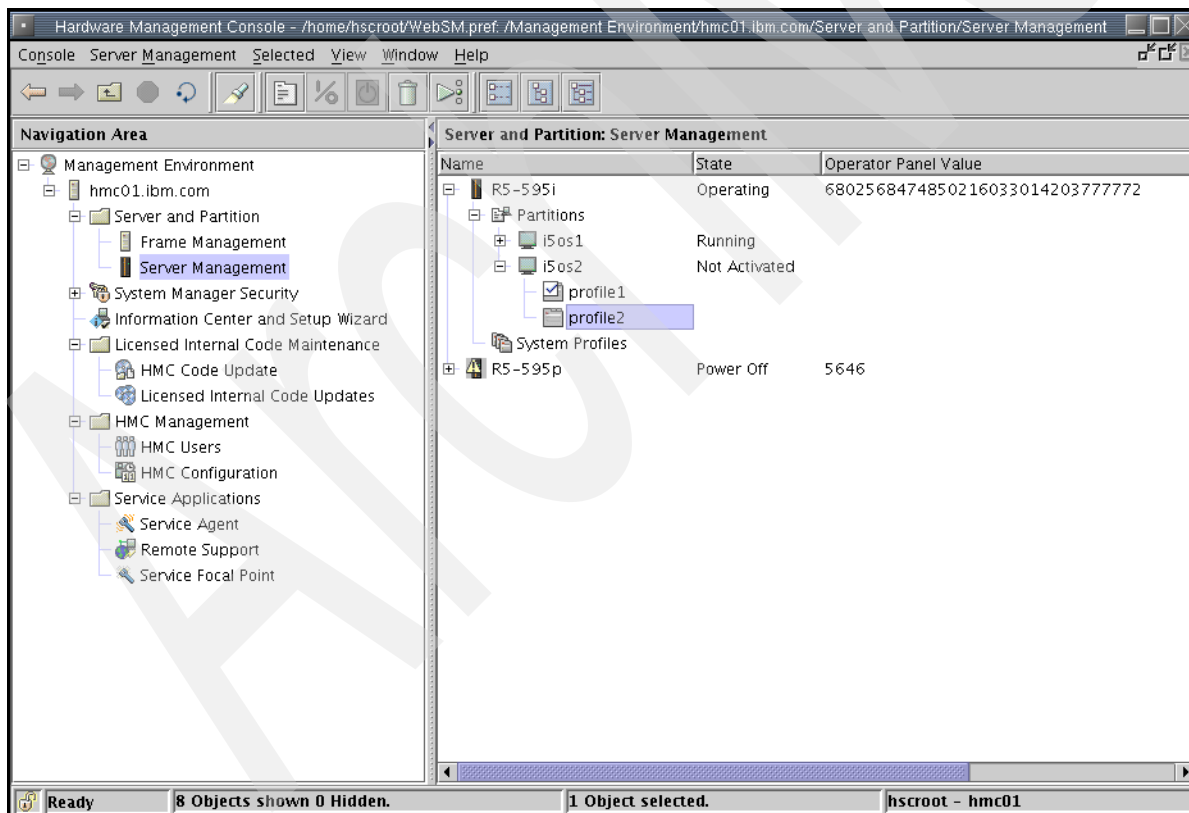 Hardware Management Console - /home/hscroot/WebSM.pref: /Management Environment/hmc01.ibm.com/Server and Partition/Server Management
Console Server Management Selected View Window Help
Navigation Area
Management Environment
hmc01.ibm.com
Server and Partition
Frame Management
Server Management
System Manager Security
Information Center and Setup Wizard
Licensed Internal Code Maintenance
HMC Code Update
Licensed Internal Code Updates
HMC Management
HMC Users
HMC Configuration
Service Applications
Service Agent
Remote Support
Service Focal Point
Server and Partition: Server Management
Name State Operator Panel Value
R5-595i Operating 6802568474850216033014203777772
Partitions
i5os1 Running
i5os2 Not Activated
profile1
profile2
System Profiles
R5-595p Power Off 5646
Ready 8 Objects shown 0 Hidden. 1 Object selected. hscroot - hmc01